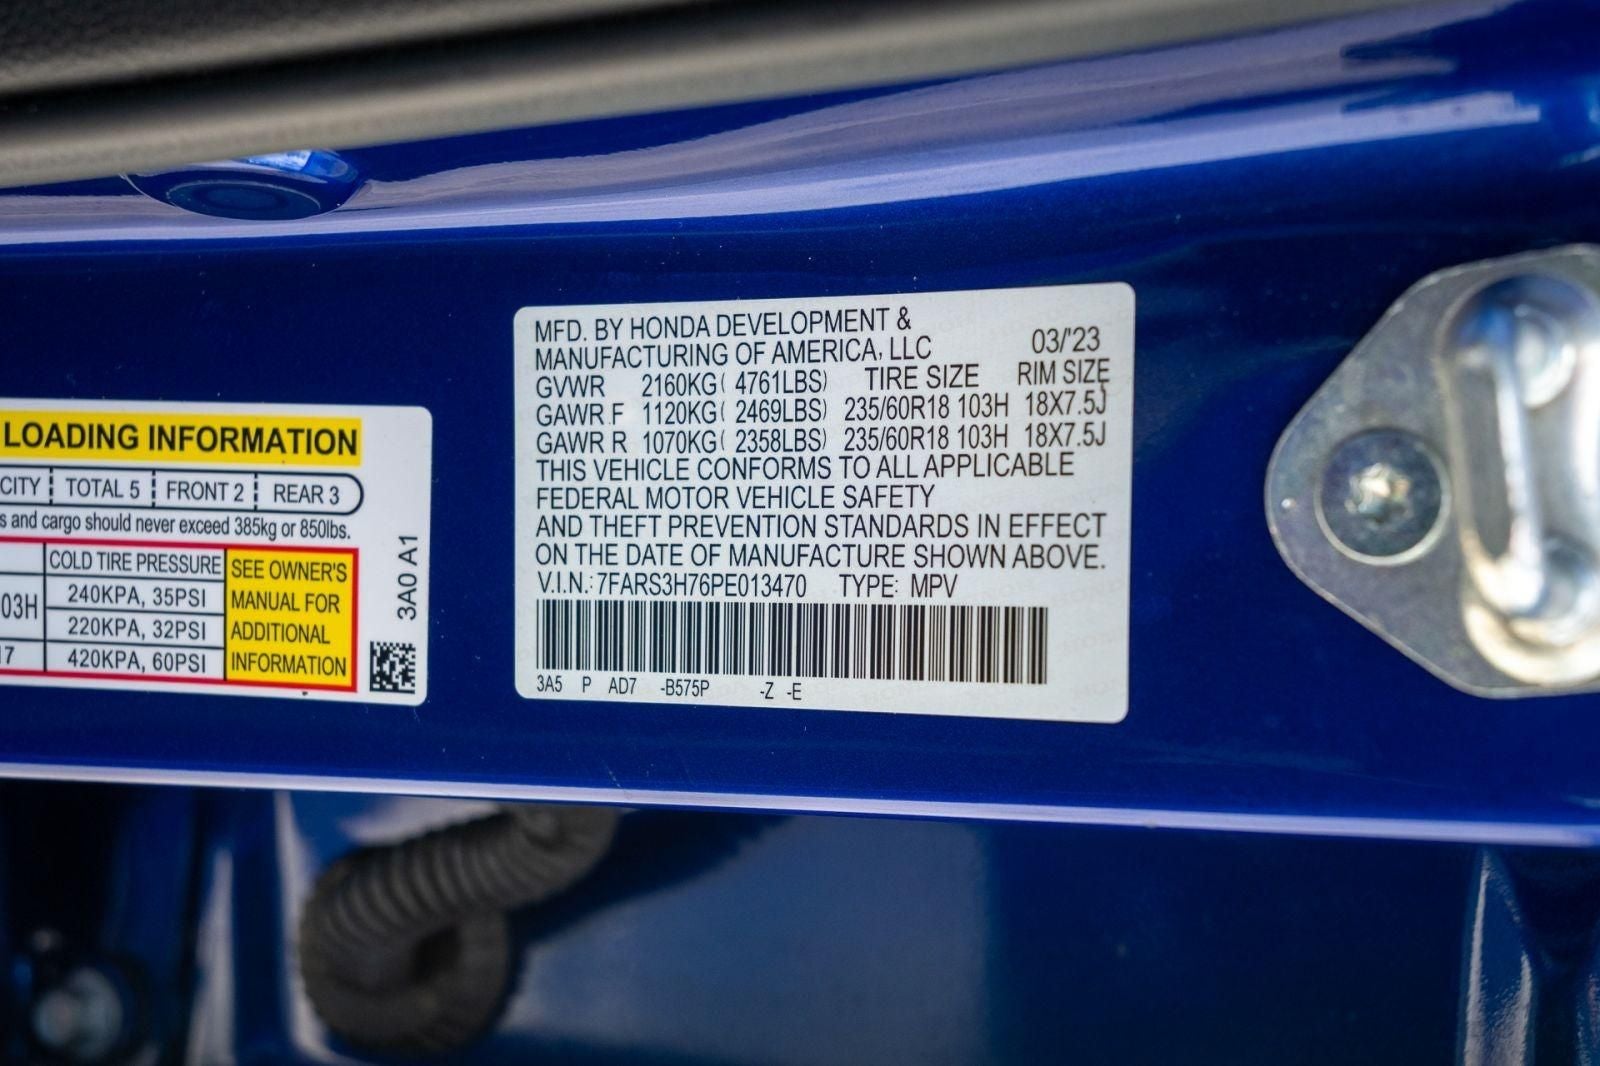 LOADING INFORMATION
CITY TOTAL 5 FRONT 2 REAR 3
s and cargo should never exceed 385kg or 850lbs.
COLD TIRE PRESSURE
03H
240KPA, 35PSI
220KPA, 32PSI
17 420KPA, 60PSI
SEE OWNER'S
MANUAL FOR
ADDITIONAL
INFORMATION
3A0 A1
MFD. BY HONDA DEVELOPMENT &
MANUFACTURING OF AMERICA, LLC 03/'23
GVWR 2160KG( 4761LBS) TIRE SIZE RIM SIZE
GAWR F 1120KG( 2469LBS) 235/60R18 103H 18X7.5J
GAWR R 1070KG( 2358LBS) 235/60R18 103H 18X7.5J
THIS VEHICLE CONFORMS TO ALL APPLICABLE
FEDERAL MOTOR VEHICLE SAFETY
AND THEFT PREVENTION STANDARDS IN EFFECT
ON THE DATE OF MANUFACTURE SHOWN ABOVE.
V.I.N.: 7FARS3H76PE013470 TYPE: MPV
3A5 P AD7 -B575P -Z -E